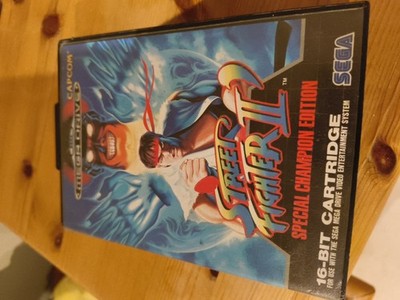 CAPCOM
MEGA DRIVE
STREET
FIGHTER II
TM
SPECIAL CHAMPION EDITION
SEGA
16-BIT CARTRIDGE
FOR USE WITH THE SEGA MEGA DRIVE VIDEO ENTERTAINMENT SYSTEM